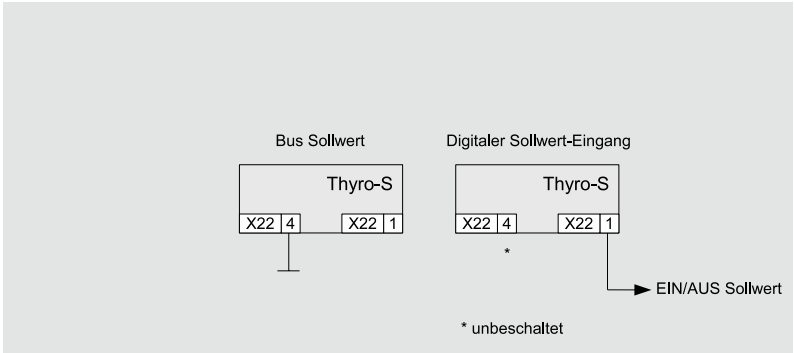 Bus Sollwert
Digitaler Sollwert-Eingang
Thyro-S
Thyro-S
X22 4 X22 1
X22 4 X22 1
*
EIN/AUS Sollwert
* unbeschaltet